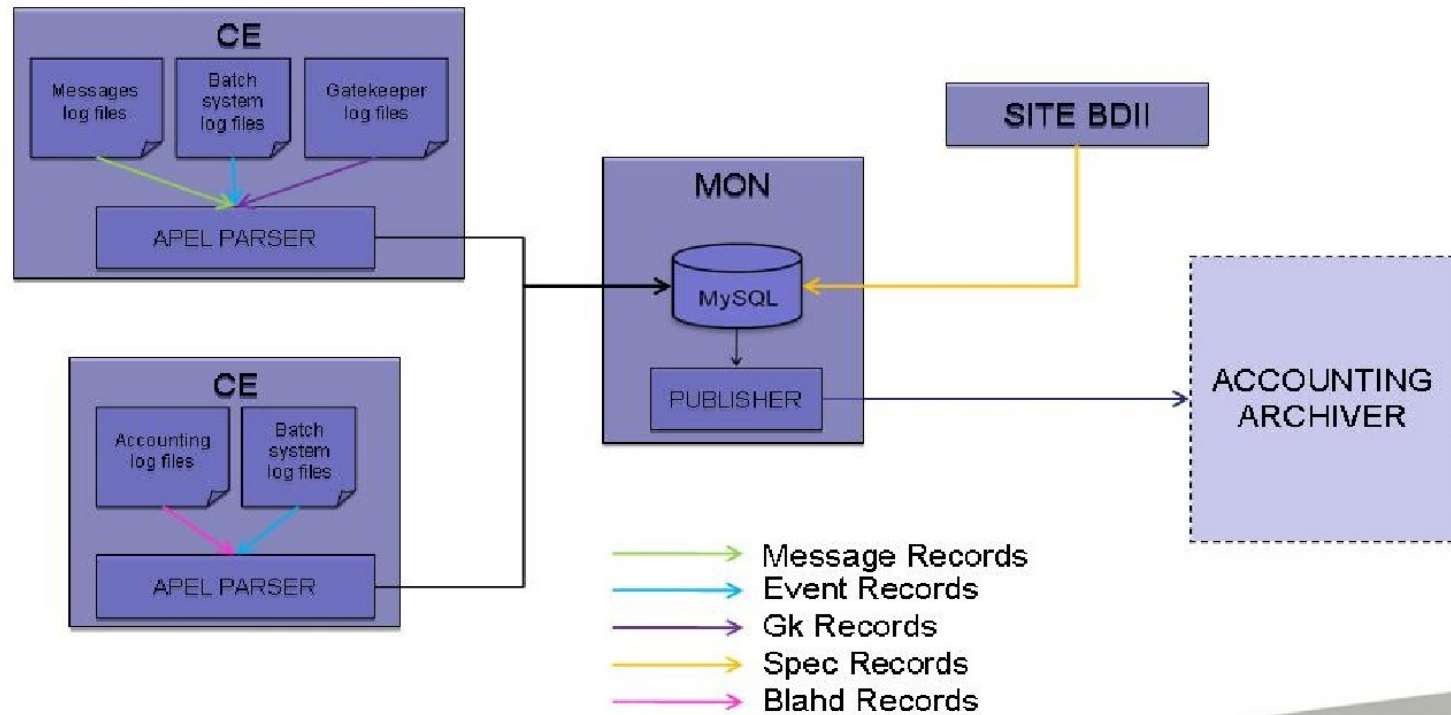 CE
Messages
log files
Batch
system
log files
Gatekeeper
log files
APEL PARSER
SITE BDII
MON
MySQL
PUBLISHER
ACCOUNTING
ARCHIVER
CE
Accounting
log files
Batch
system
log files
APEL PARSER
Message Records
Event Records
Gk Records
Spec Records
Blahd Records